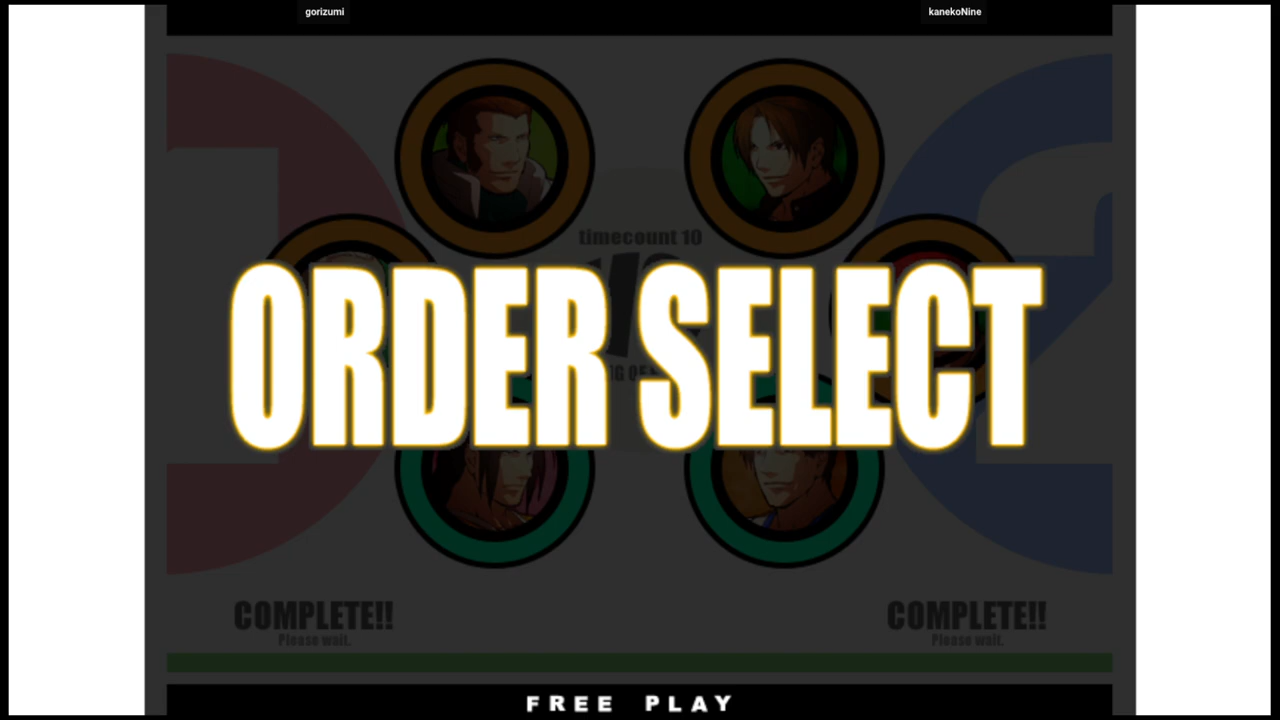 gorizumi
kanekoNine
timecount 10
ORDER SELECT
COMPLETE!!
Please wait.
COMPLETE!!
Please wait.
FREE PLAY